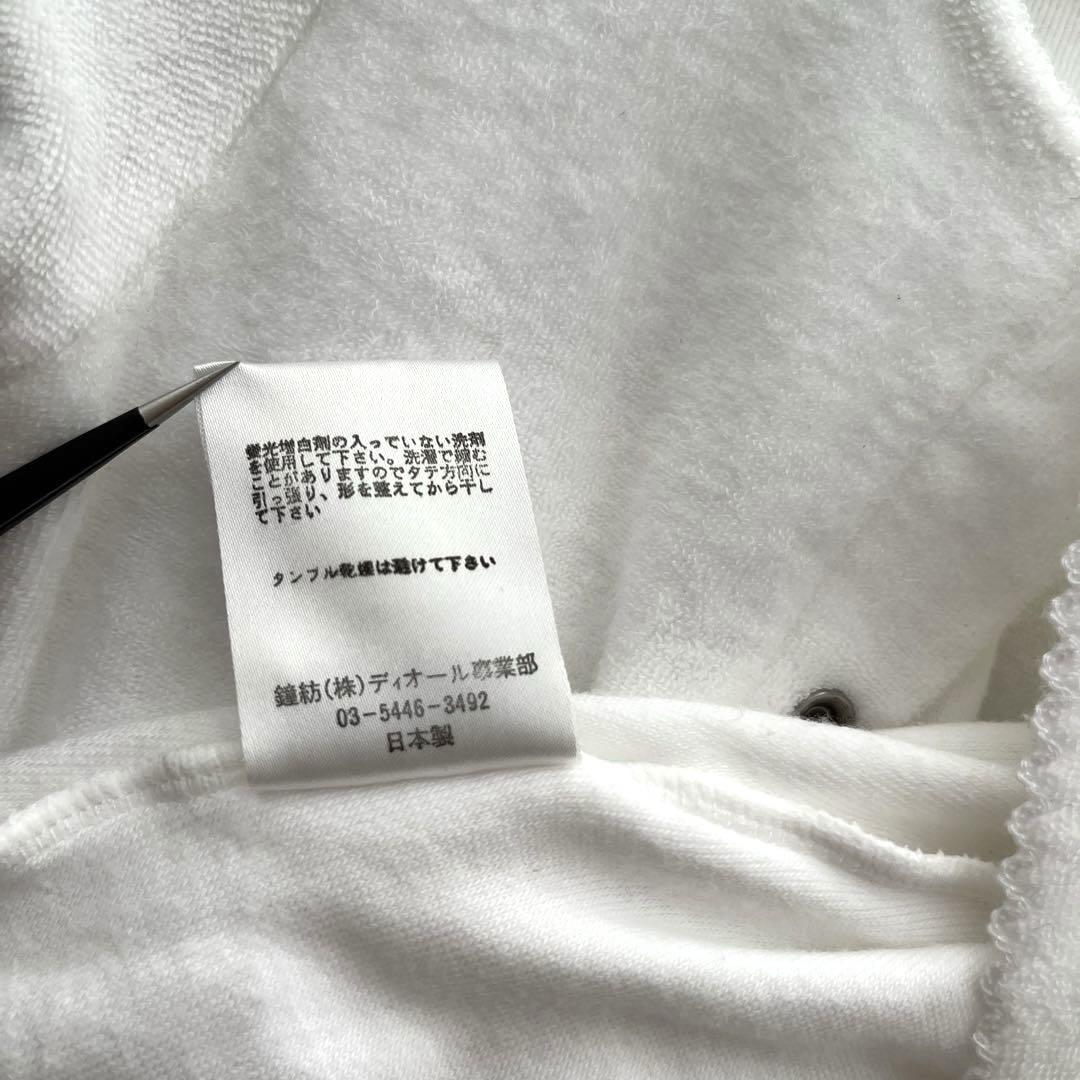 蛍光増白剤の入っていない洗剤
を使用して下さい。洗濯で縮む
ことがありますのでタテ方向に
引っ張り、形を整えてから干し
て下さい
タンブル乾燥は避けて下さい
鐘紡(株)ディオール事業部
03-5446-3492
日本製